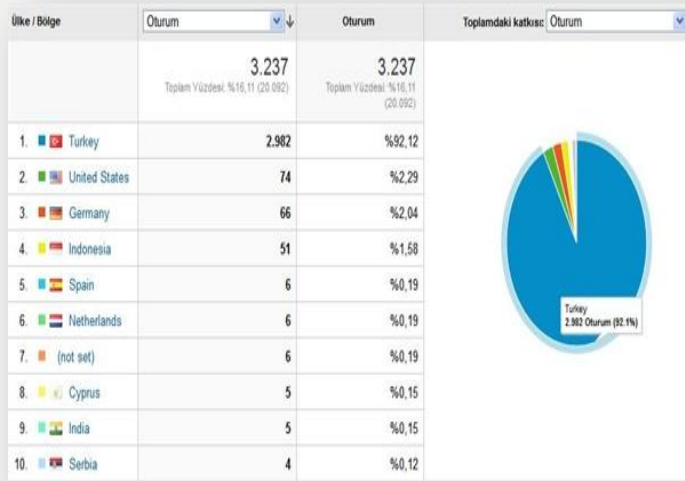 Ülke / Bölge
Oturum
Oturum
Toplamdaki katkısı: Oturum
3.237
Toplam Yüzdesi: %16,11 (20.092)
3.237
Toplam Yüzdesi: %16,11
(20.092)
1. Turkey 2.982 %92,12
2. United States 74 %2,29
3. Germany 66 %2,04
4. Indonesia 51 %1,58
5. Spain 6 %0,19
6. Netherlands 6 %0,19
7. (not set) 6 %0,19
8. Cyprus 5 %0,15
9. India 5 %0,15
10. Serbia 4 %0,12
Turkey
2.982 Oturum (92.1%)